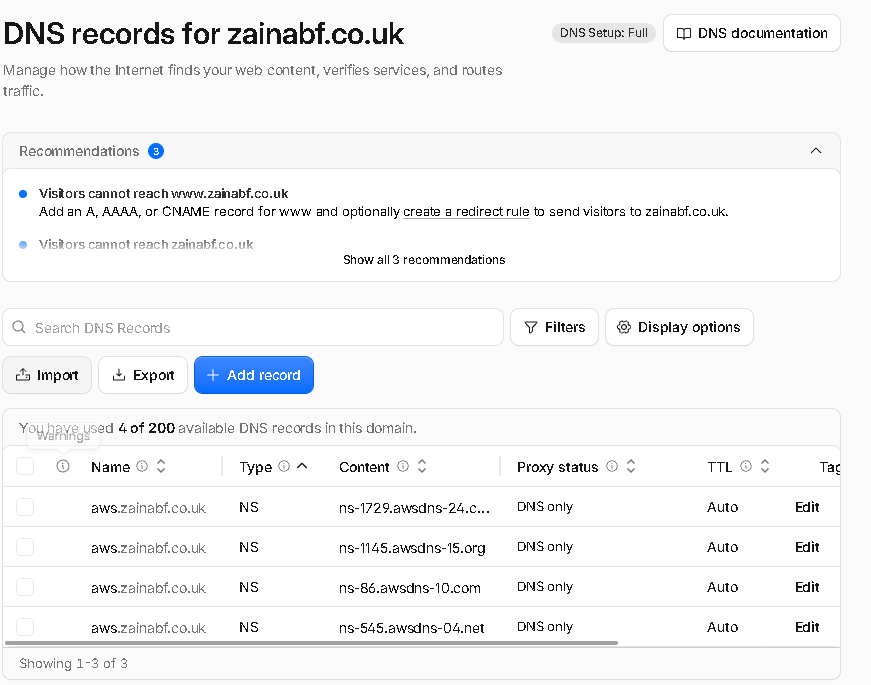 DNS records for zainabf.co.uk
DNS Setup: Full
DNS documentation
Manage how the Internet finds your web content, verifies services, and routes
traffic.
Recommendations 3
Visitors cannot reach www.zainabf.co.uk
Add an A, AAAA, or CNAME record for www and optionally create a redirect rule to send visitors to zainabf.co.uk.
Visitors cannot reach zainabf.co.uk
Show all 3 recommendations
Search DNS Records
Filters
Display options
Import
Export
Add record
You have used 4 of 200 available DNS records in this domain.
Warnings
Name Type Content Proxy status TTL Tag
aws.zainabf.co.uk NS ns-1729.awsdns-24.c... DNS only Auto Edit
aws.zainabf.co.uk NS ns-1145.awsdns-15.org DNS only Auto Edit
aws.zainabf.co.uk NS ns-86.awsdns-10.com DNS only Auto Edit
aws.zainabf.co.uk NS ns-545.awsdns-04.net DNS only Auto Edit
Showing 1-3 of 3